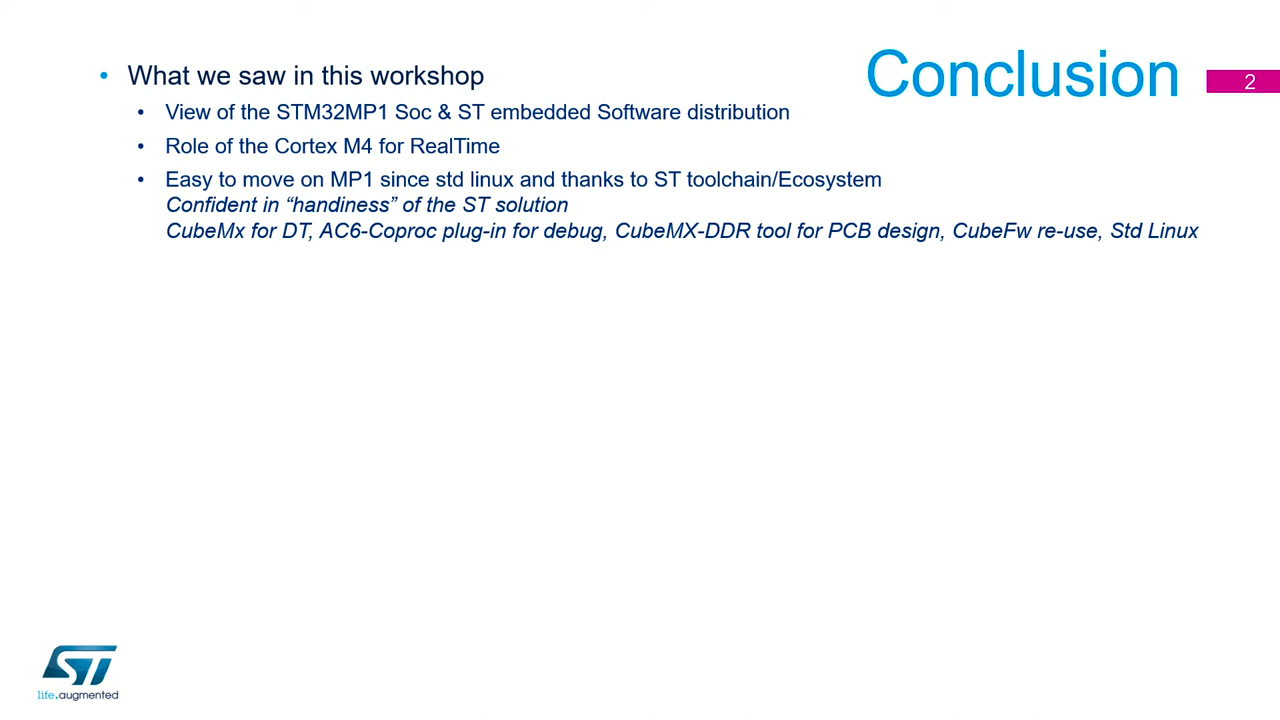 Conclusion
2
• What we saw in this workshop
• View of the STM32MP1 Soc & ST embedded Software distribution
• Role of the Cortex M4 for RealTime
• Easy to move on MP1 since std linux and thanks to ST toolchain/Ecosystem
Confident in “handiness” of the ST solution
CubeMx for DT, AC6-Coproc plug-in for debug, CubeMX-DDR tool for PCB design, CubeFw re-use, Std Linux
ST
life.augmented